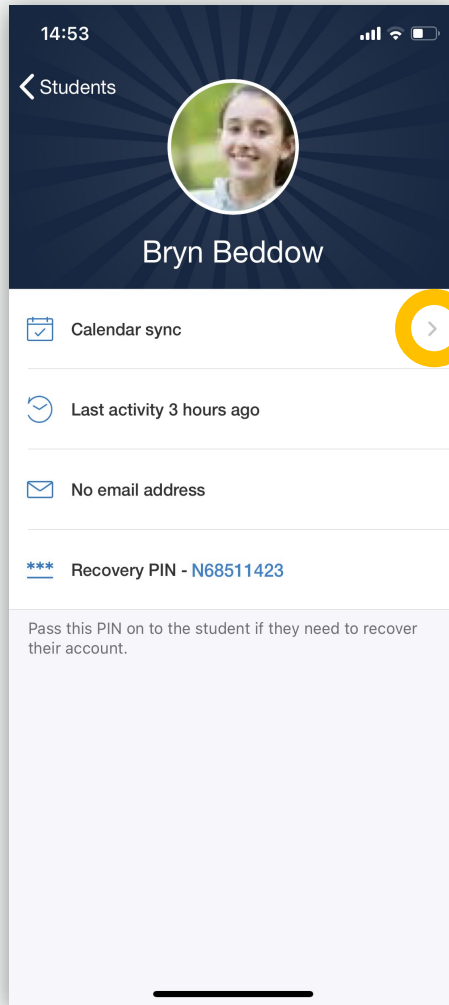 14:53
Students
Bryn Beddow
Calendar sync
Last activity 3 hours ago
No email address
*** Recovery PIN - N68511423
Pass this PIN on to the student if they need to recover
their account.